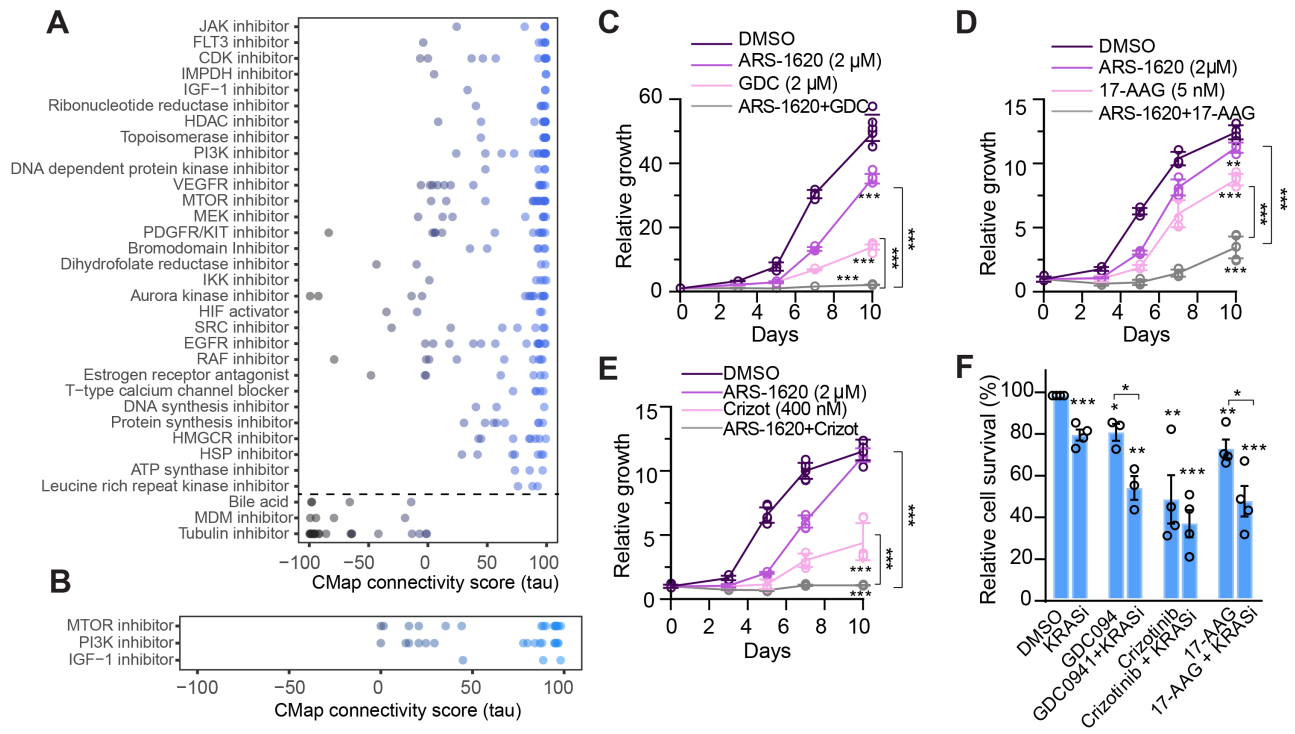 A
JAK inhibitor
FLT3 inhibitor
CDK inhibitor
IMPDH inhibitor
IGF−1 inhibitor
Ribonucleotide reductase inhibitor
HDAC inhibitor
Topoisomerase inhibitor
PI3K inhibitor
DNA dependent protein kinase inhibitor
VEGFR inhibitor
MTOR inhibitor
MEK inhibitor
PDGFR/KIT inhibitor
Bromodomain Inhibitor
Dihydrofolate reductase inhibitor
IKK inhibitor
Aurora kinase inhibitor
HIF activator
SRC inhibitor
EGFR inhibitor
RAF inhibitor
Estrogen receptor antagonist
T−type calcium channel blocker
DNA synthesis inhibitor
Protein synthesis inhibitor
HMGCR inhibitor
HSP inhibitor
ATP synthase inhibitor
Leucine rich repeat kinase inhibitor
Bile acid
MDM inhibitor
Tubulin inhibitor
−100 −50 0 50 100
CMap connectivity score (tau)
B
MTOR inhibitor
PI3K inhibitor
IGF−1 inhibitor
−100 −50 0 50 100
CMap connectivity score (tau)
C
DMSO
ARS-1620 (2 µM)
GDC (2 µM)
ARS-1620+GDC
Relative growth
60
40
20
0
0 2 4 6 8 10
Days
***
***
***
***
***
D
DMSO
ARS-1620 (2µM)
17-AAG (5 nM)
ARS-1620+17-AAG
Relative growth
15
10
5
0
0 2 4 6 8 10
Days
**
***
***
***
***
E
DMSO
ARS-1620 (2 µM)
Crizot (400 nM)
ARS-1620+Crizot
Relative growth
15
10
5
0
0 2 4 6 8 10
Days
***
***
***
***
F
Relative cell survival (%)
100
80
60
40
20
0
***
*
*
**
**
***
**
*
***
DMSO
KRASi
GDC094
GDC0941+KRASi
Crizotinib
Crizotinib + KRASi
17-AAG
17-AAG + KRASi